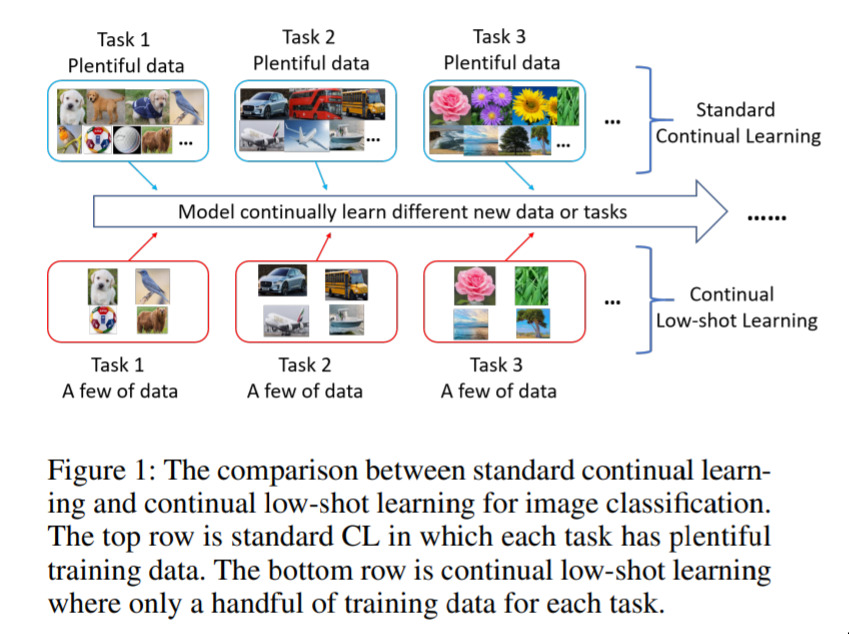 Task 1
Plentiful data
Task 2
Plentiful data
Task 3
Plentiful data
...
...
...
...
Standard
Continual Learning
Model continually learn different new data or tasks
......
...
Continual
Low-shot Learning
Task 1
A few of data
Task 2
A few of data
Task 3
A few of data
Figure 1: The comparison between standard continual learn-
ing and continual low-shot learning for image classification.
The top row is standard CL in which each task has plentiful
training data. The bottom row is continual low-shot learning
where only a handful of training data for each task.